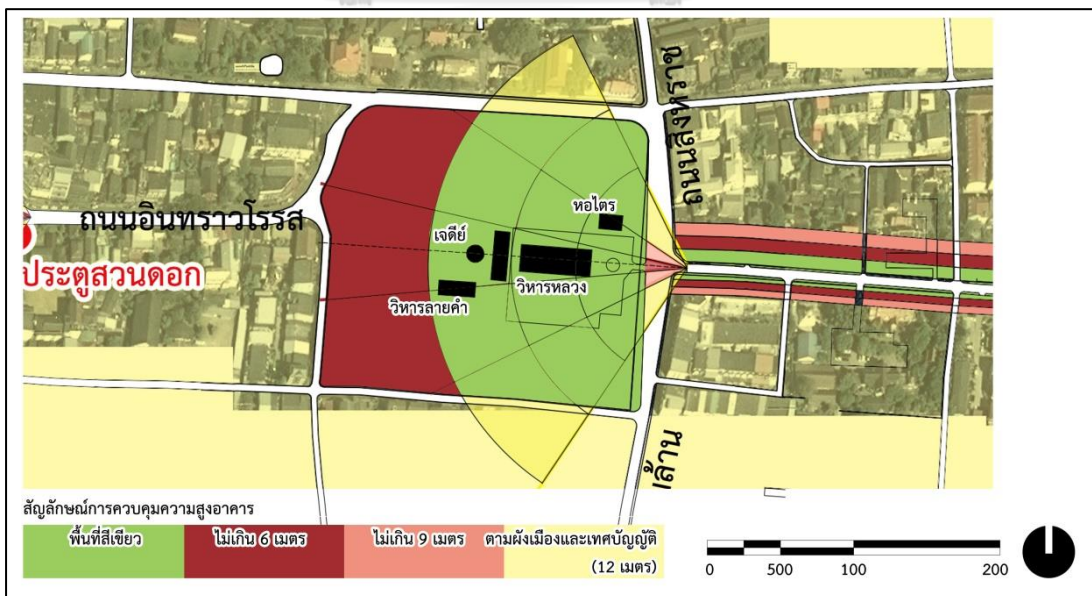 ถนนสิงหราช
ถนนอินทราวโรรส
ประตูสวนดอก
หอไตร
เจดีย์
วิหารหลวง
วิหารลายคำ
ล้าน
สัญลักษณ์การควบคุมความสูงอาคาร
พื้นที่สีเขียว
ไม่เกิน 6 เมตร
ไม่เกิน 9 เมตร
ตามผังเมืองและเทศบัญญัติ
(12 เมตร)
0 500 100 200